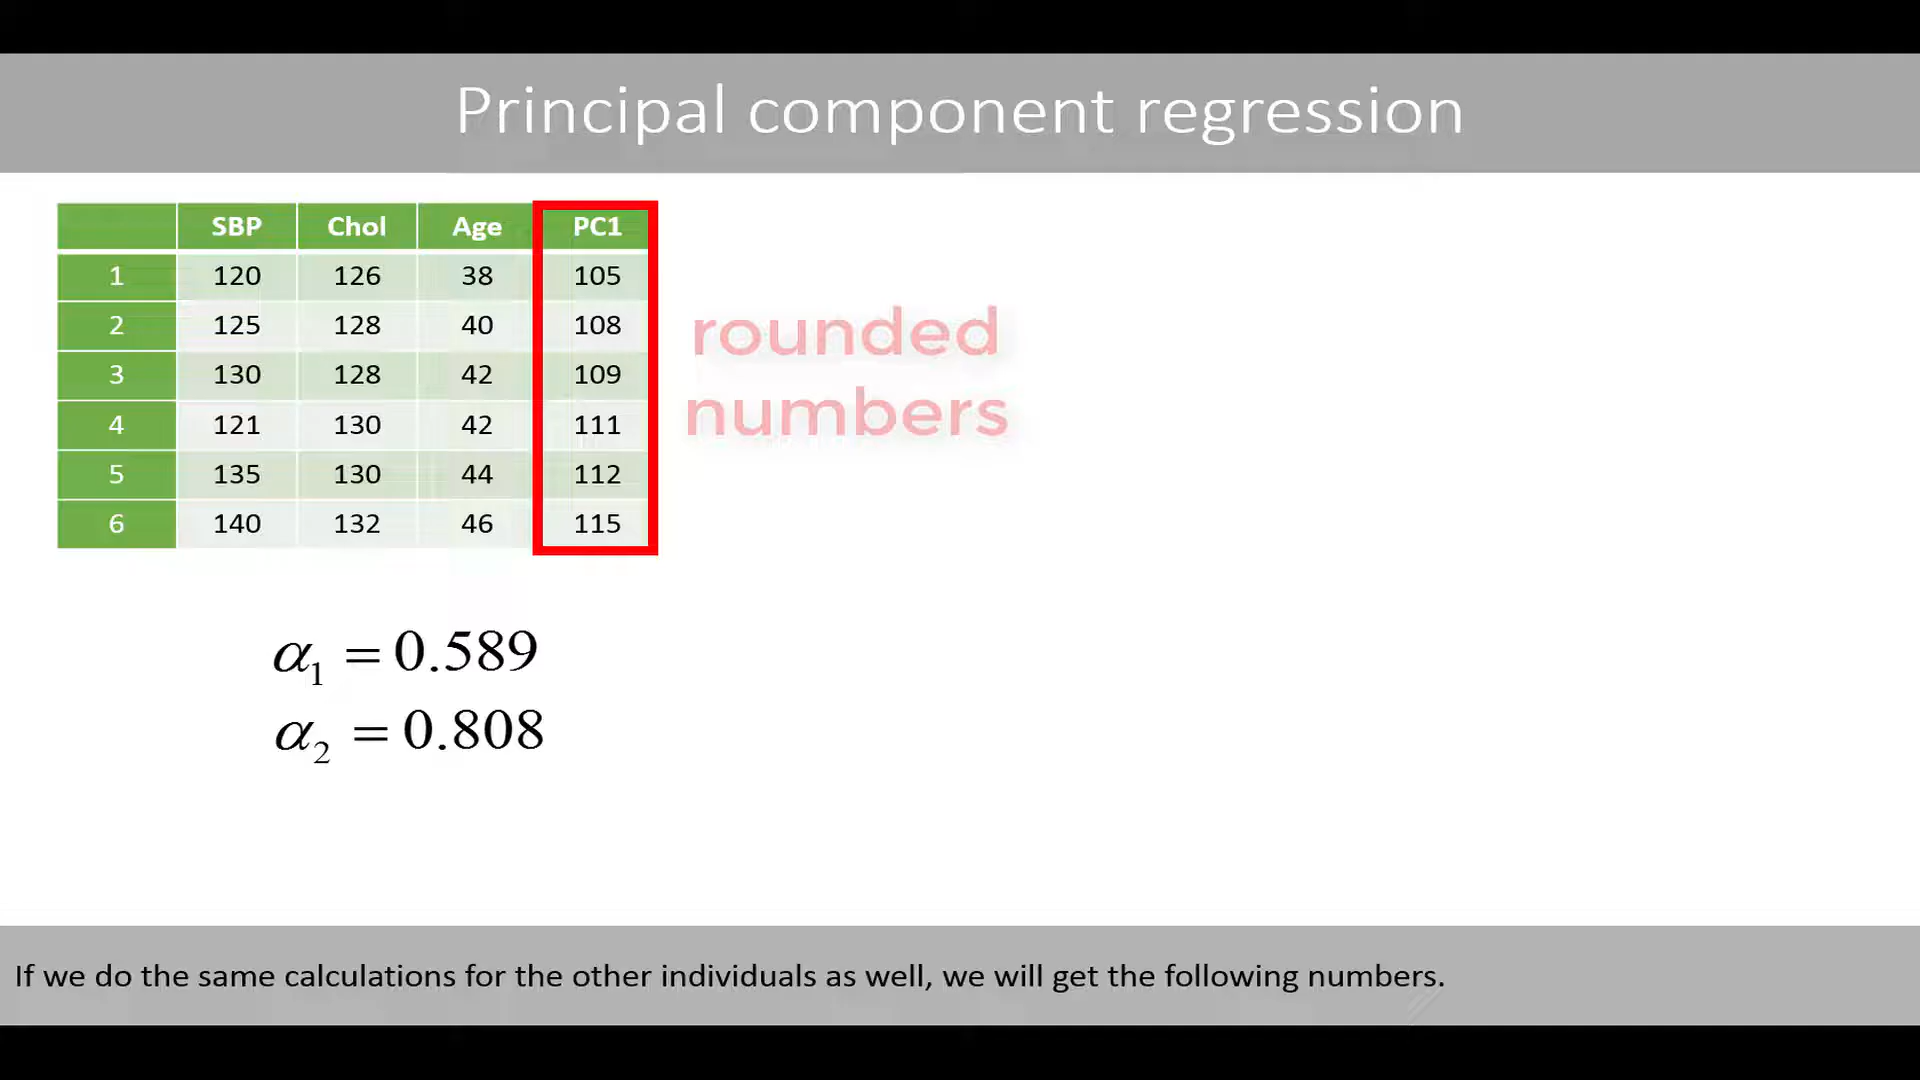 Principal component regression
SBP Chol Age PC1
1 120 126 38 105
2 125 128 40 108
3 130 128 42 109
4 121 130 42 111
5 135 130 44 112
6 140 132 46 115
rounded
numbers
α₁ = 0.589
α₂ = 0.808
If we do the same calculations for the other individuals as well, we will get the following numbers.